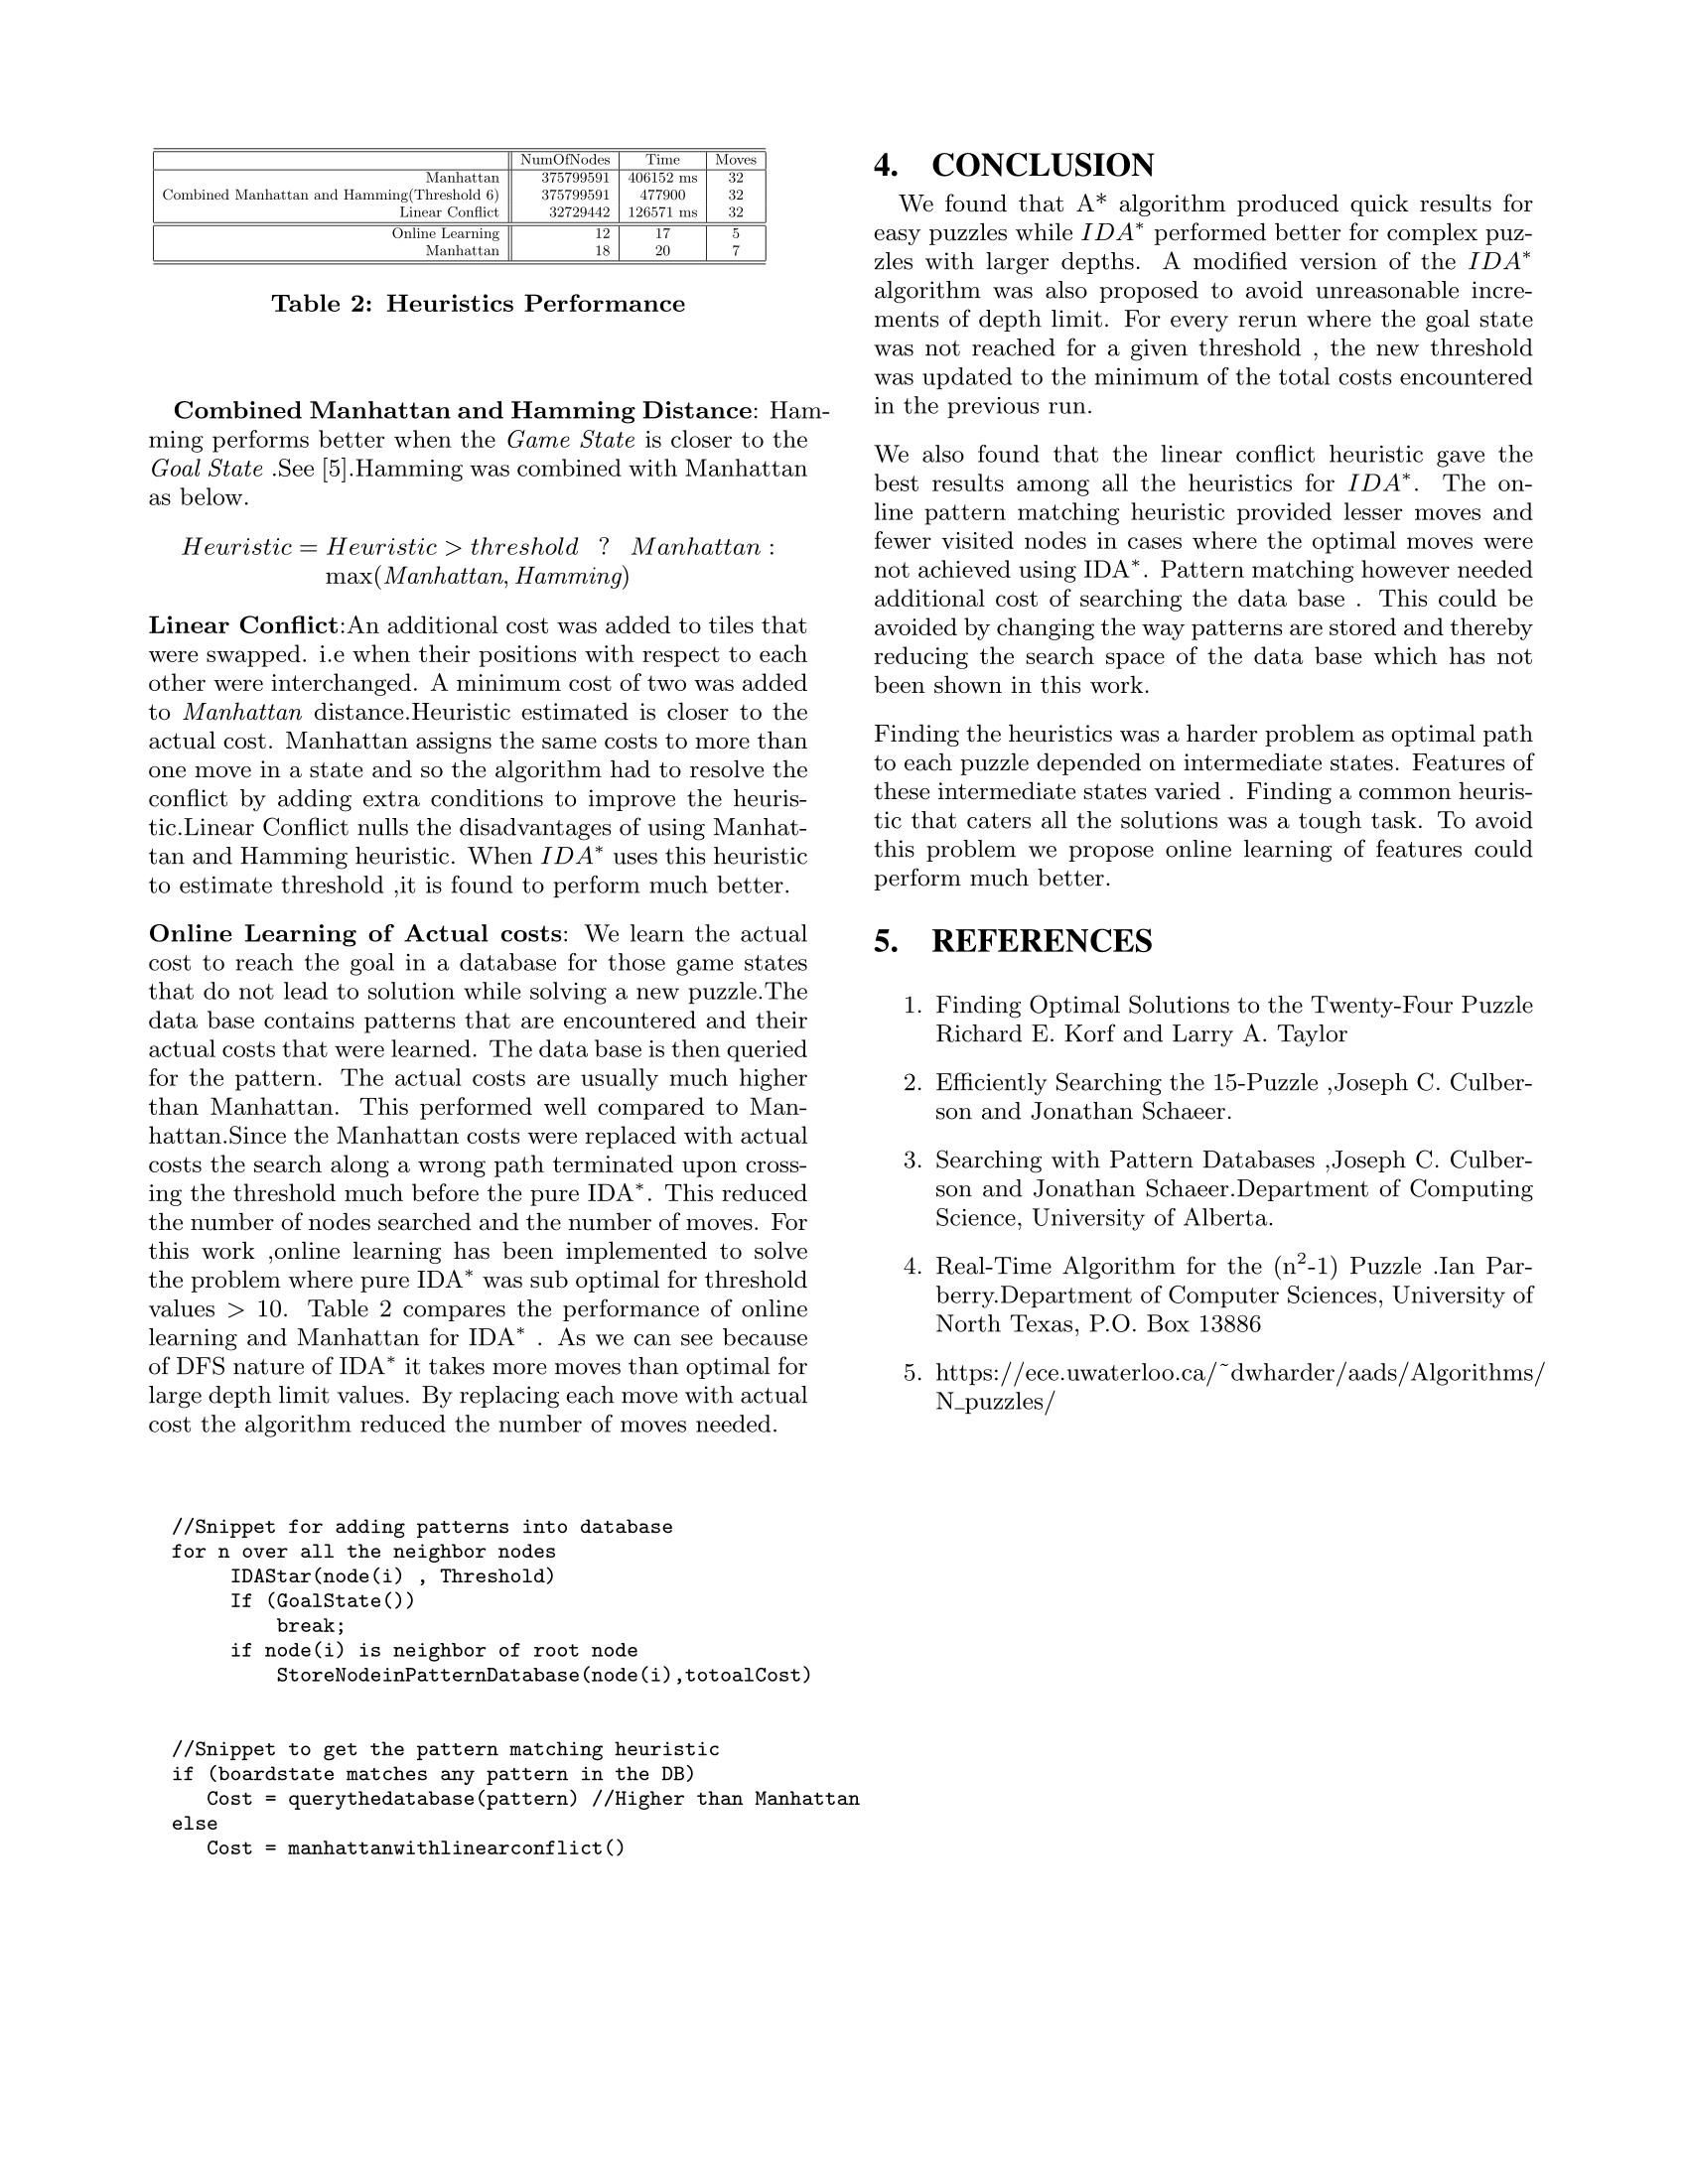 NumOfNodes Time Moves
Manhattan 375799591 406152 ms 32
Combined Manhattan and Hamming(Threshold 6) 375799591 477900 32
Linear Conflict 32729442 126571 ms 32
Online Learning 12 17 5
Manhattan 18 20 7
Table 2: Heuristics Performance
Combined Manhattan and Hamming Distance: Ham-
ming performs better when the Game State is closer to the
Goal State .See [5].Hamming was combined with Manhattan
as below.
Heuristic = Heuristic > threshold ? Manhattan :
max(Manhattan, Hamming)
Linear Conflict:An additional cost was added to tiles that
were swapped. i.e when their positions with respect to each
other were interchanged. A minimum cost of two was added
to Manhattan distance.Heuristic estimated is closer to the
actual cost. Manhattan assigns the same costs to more than
one move in a state and so the algorithm had to resolve the
conflict by adding extra conditions to improve the heuris-
tic.Linear Conflict nulls the disadvantages of using Manhat-
tan and Hamming heuristic. When IDA* uses this heuristic
to estimate threshold ,it is found to perform much better.
Online Learning of Actual costs: We learn the actual
cost to reach the goal in a database for those game states
that do not lead to solution while solving a new puzzle.The
data base contains patterns that are encountered and their
actual costs that were learned. The data base is then queried
for the pattern. The actual costs are usually much higher
than Manhattan. This performed well compared to Man-
hattan.Since the Manhattan costs were replaced with actual
costs the search along a wrong path terminated upon cross-
ing the threshold much before the pure IDA*. This reduced
the number of nodes searched and the number of moves. For
this work ,online learning has been implemented to solve
the problem where pure IDA* was sub optimal for threshold
values > 10. Table 2 compares the performance of online
learning and Manhattan for IDA* . As we can see because
of DFS nature of IDA* it takes more moves than optimal for
large depth limit values. By replacing each move with actual
cost the algorithm reduced the number of moves needed.
//Snippet for adding patterns into database
for n over all the neighbor nodes
IDAStar(node(i) , Threshold)
If (GoalState())
break;
if node(i) is neighbor of root node
StoreNodeinPatternDatabase(node(i),totoalCost)
//Snippet to get the pattern matching heuristic
if (boardstate matches any pattern in the DB)
Cost = querythedatabase(pattern) //Higher than Manhattan
else
Cost = manhattanwithlinearconflict()
4. CONCLUSION
We found that A* algorithm produced quick results for
easy puzzles while IDA* performed better for complex puz-
zles with larger depths. A modified version of the IDA*
algorithm was also proposed to avoid unreasonable incre-
ments of depth limit. For every rerun where the goal state
was not reached for a given threshold , the new threshold
was updated to the minimum of the total costs encountered
in the previous run.
We also found that the linear conflict heuristic gave the
best results among all the heuristics for IDA*. The on-
line pattern matching heuristic provided lesser moves and
fewer visited nodes in cases where the optimal moves were
not achieved using IDA*. Pattern matching however needed
additional cost of searching the data base . This could be
avoided by changing the way patterns are stored and thereby
reducing the search space of the data base which has not
been shown in this work.
Finding the heuristics was a harder problem as optimal path
to each puzzle depended on intermediate states. Features of
these intermediate states varied . Finding a common heuris-
tic that caters all the solutions was a tough task. To avoid
this problem we propose online learning of features could
perform much better.
5. REFERENCES
1. Finding Optimal Solutions to the Twenty-Four Puzzle
Richard E. Korf and Larry A. Taylor
2. Efficiently Searching the 15-Puzzle ,Joseph C. Culber-
son and Jonathan Schaeer.
3. Searching with Pattern Databases ,Joseph C. Culber-
son and Jonathan Schaeer.Department of Computing
Science, University of Alberta.
4. Real-Time Algorithm for the (n²-1) Puzzle .Ian Par-
berry.Department of Computer Sciences, University of
North Texas, P.O. Box 13886
5. https://ece.uwaterloo.ca/~dwharder/aads/Algorithms/
N_puzzles/